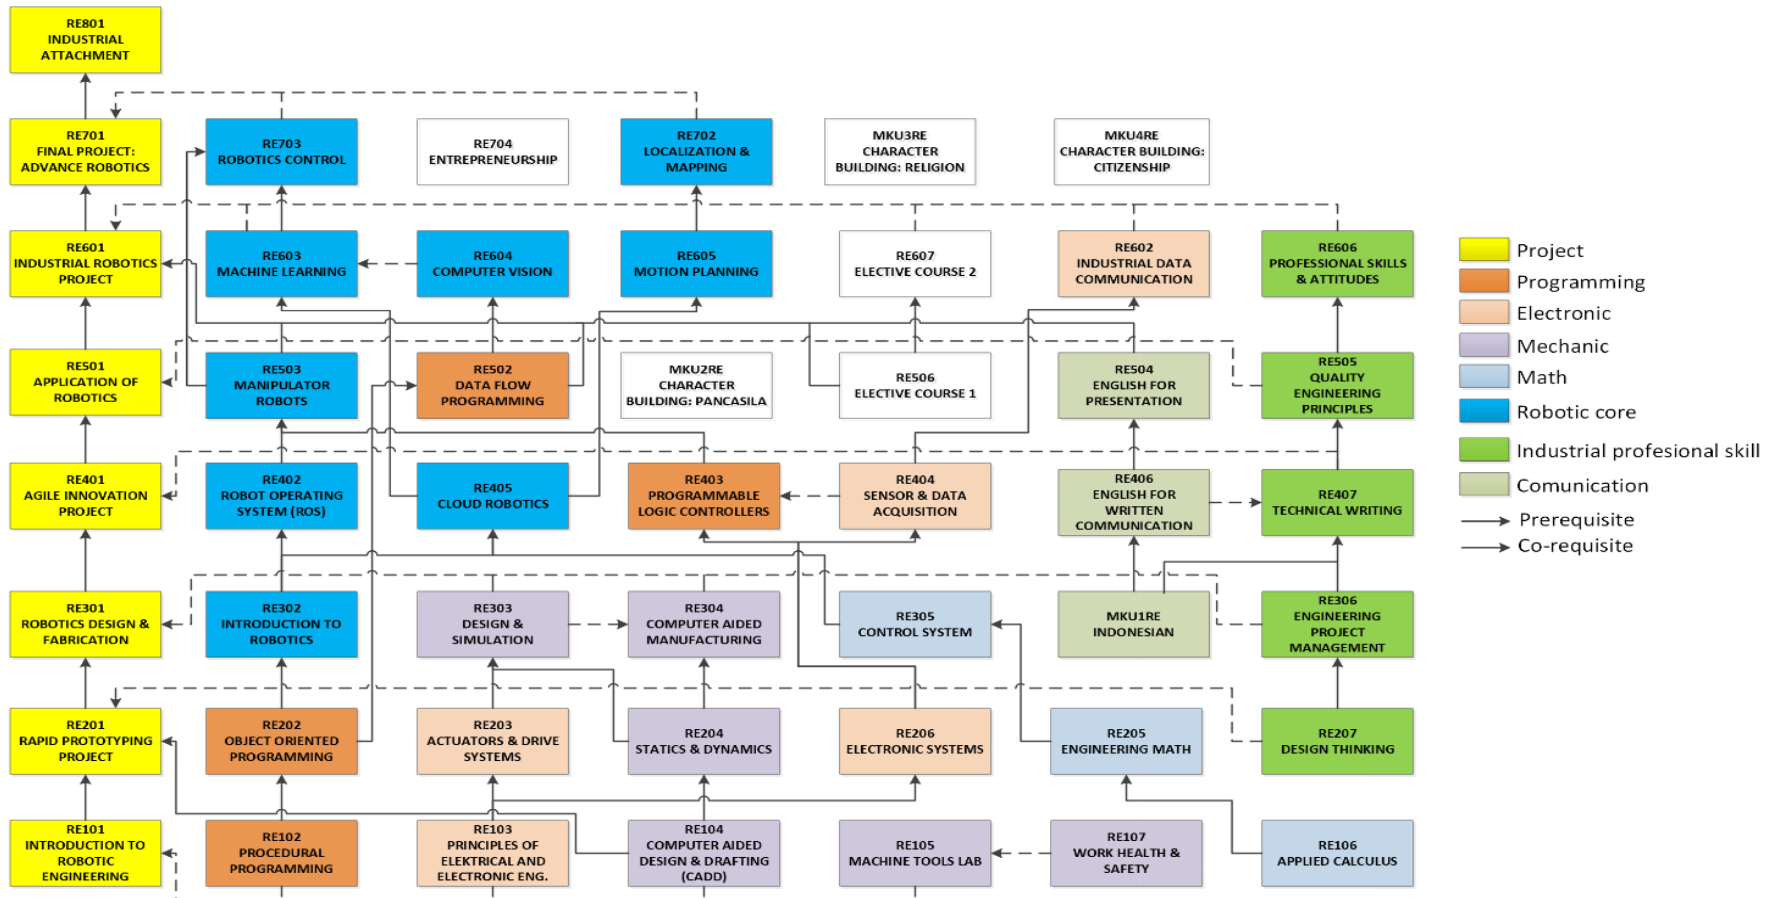 RE801
INDUSTRIAL
ATTACHMENT
RE701
FINAL PROJECT:
ADVANCE ROBOTICS
RE703
ROBOTICS CONTROL
RE704
ENTREPRENEURSHIP
RE702
LOCALIZATION &
MAPPING
MKU3RE
CHARACTER
BUILDING: RELIGION
MKU4RE
CHARACTER BUILDING:
CITIZENSHIP
RE601
INDUSTRIAL ROBOTICS
PROJECT
RE603
MACHINE LEARNING
RE604
COMPUTER VISION
RE605
MOTION PLANNING
RE607
ELECTIVE COURSE 2
RE602
INDUSTRIAL DATA
COMMUNICATION
RE606
PROFESSIONAL SKILLS
& ATTITUDES
RE501
APPLICATION OF
ROBOTICS
RE503
MANIPULATOR
ROBOTS
RE502
DATA FLOW
PROGRAMMING
MKU2RE
CHARACTER
BUILDING: PANCASILA
RE506
ELECTIVE COURSE 1
RE504
ENGLISH FOR
PRESENTATION
RE505
QUALITY
ENGINEERING
PRINCIPLES
RE401
AGILE INNOVATION
PROJECT
RE402
ROBOT OPERATING
SYSTEM (ROS)
RE405
CLOUD ROBOTICS
RE403
PROGRAMMABLE
LOGIC CONTROLLERS
RE404
SENSOR & DATA
ACQUISITION
RE406
ENGLISH FOR
WRITTEN
COMMUNICATION
RE407
TECHNICAL WRITING
RE301
ROBOTICS DESIGN &
FABRICATION
RE302
INTRODUCTION TO
ROBOTICS
RE303
DESIGN &
SIMULATION
RE304
COMPUTER AIDED
MANUFACTURING
RE305
CONTROL SYSTEM
MKU1RE
INDONESIAN
RE306
ENGINEERING
PROJECT
MANAGEMENT
RE201
RAPID PROTOTYPING
PROJECT
RE202
OBJECT ORIENTED
PROGRAMMING
RE203
ACTUATORS & DRIVE
SYSTEMS
RE204
STATICS & DYNAMICS
RE206
ELECTRONIC SYSTEMS
RE205
ENGINEERING MATH
RE207
DESIGN THINKING
RE101
INTRODUCTION TO
ROBOTIC
ENGINEERING
RE102
PROCEDURAL
PROGRAMMING
RE103
PRINCIPLES OF
ELEKTRICAL AND
ELECTRONIC ENG.
RE104
COMPUTER AIDED
DESIGN & DRAFTING
(CADD)
RE105
MACHINE TOOLS LAB
RE107
WORK HEALTH &
SAFETY
RE106
APPLIED CALCULUS
Project
Programming
Electronic
Mechanic
Math
Robotic core
Industrial profesional skill
Comunication
Prerequisite
Co-requisite